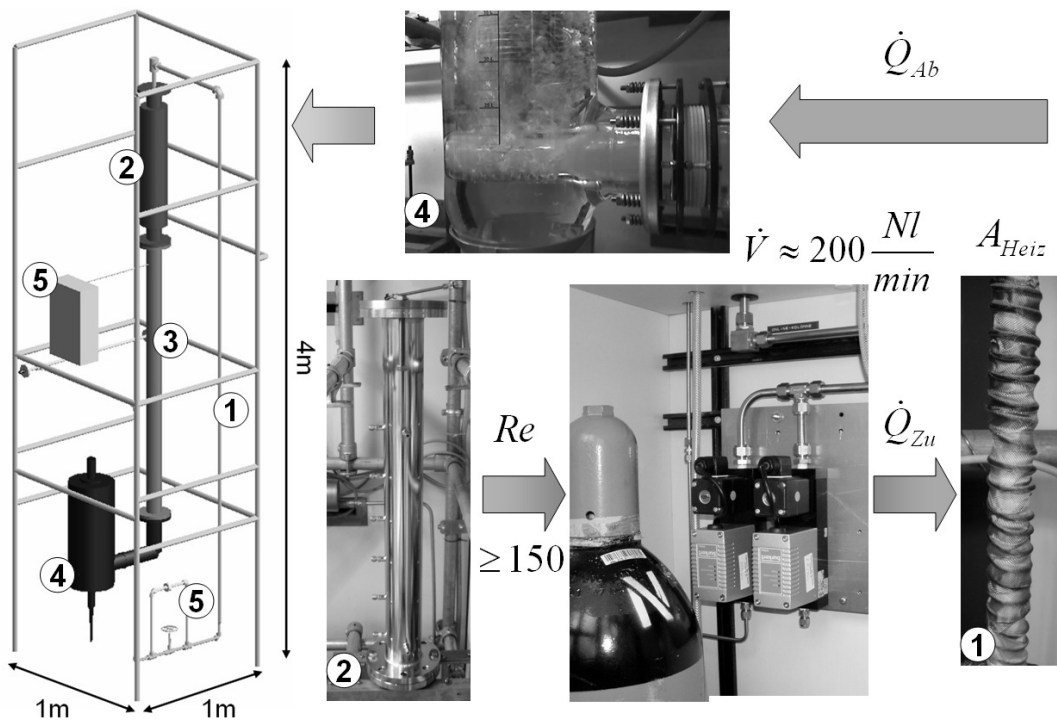 2
5
3
1
4
5
4m
1m
1m
4
Q̇_Ab
V̇ ≈ 200 Nl/min
A_Heiz
2
Re
≥150
N
Q̇_Zu
1